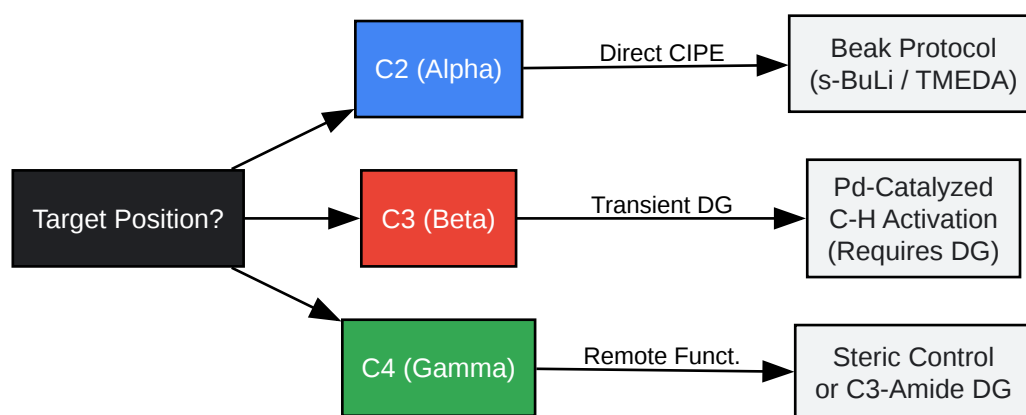 C2 (Alpha)
Direct CIPE
Beak Protocol
(s-BuLi / TMEDA)
Target Position?
C3 (Beta)
Transient DG
Pd-Catalyzed
C-H Activation
(Requires DG)
C4 (Gamma)
Remote Funct.
Steric Control
or C3-Amide DG